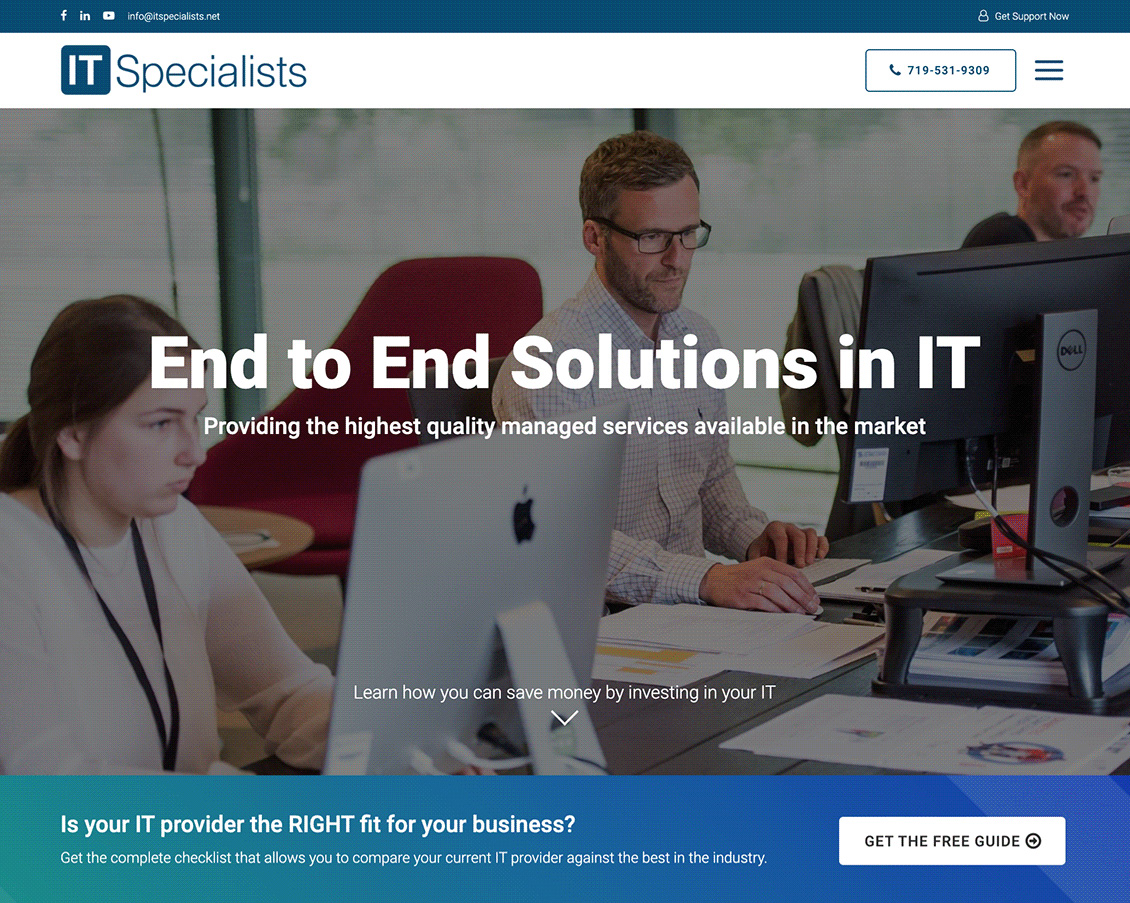 info@itspecialists.net
Get Support Now
IT Specialists
719-531-9309
DELL
End to End Solutions in IT
Providing the highest quality managed services available in the market
Learn how you can save money by investing in your IT
Is your IT provider the RIGHT fit for your business?
Get the complete checklist that allows you to compare your current IT provider against the best in the industry.
GET THE FREE GUIDE